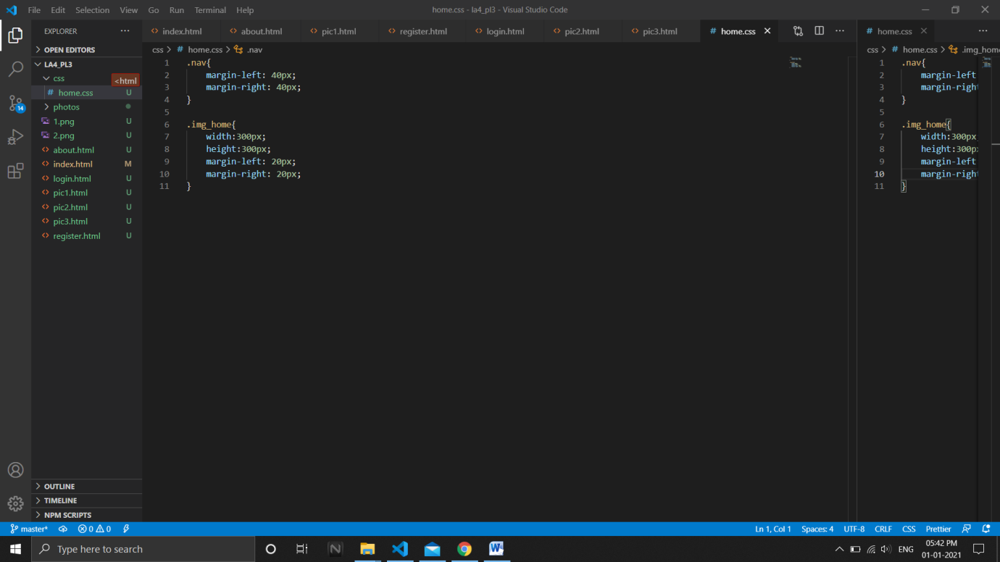 File Edit Selection View Go Run Terminal Help
home.css - la4_pl3 - Visual Studio Code
EXPLORER
OPEN EDITORS
LA4_PL3
css
<html
# home.css U
photos
1.png U
2.png U
about.html U
index.html M
login.html U
pic1.html U
pic2.html U
pic3.html U
register.html U
OUTLINE
TIMELINE
NPM SCRIPTS
14
index.html about.html pic1.html register.html login.html pic2.html pic3.html # home.css
css > # home.css > .nav
1 .nav{
2 margin-left: 40px;
3 margin-right: 40px;
4 }
5
6 .img_home{
7 width:300px;
8 height:300px;
9 margin-left: 20px;
10 margin-right: 20px;
11 }
# home.css
css > # home.css > .img_home
1 .nav{
2 margin-left
3 margin-right
4 }
5
6 .img_home{
7 width:300px;
8 height:300px
9 margin-left
10 margin-right
11 }
master* 0 0 Ln 1, Col 1 Spaces: 4 UTF-8 CRLF CSS Prettier
Type here to search
N
W
ENG
05:42 PM
01-01-2021